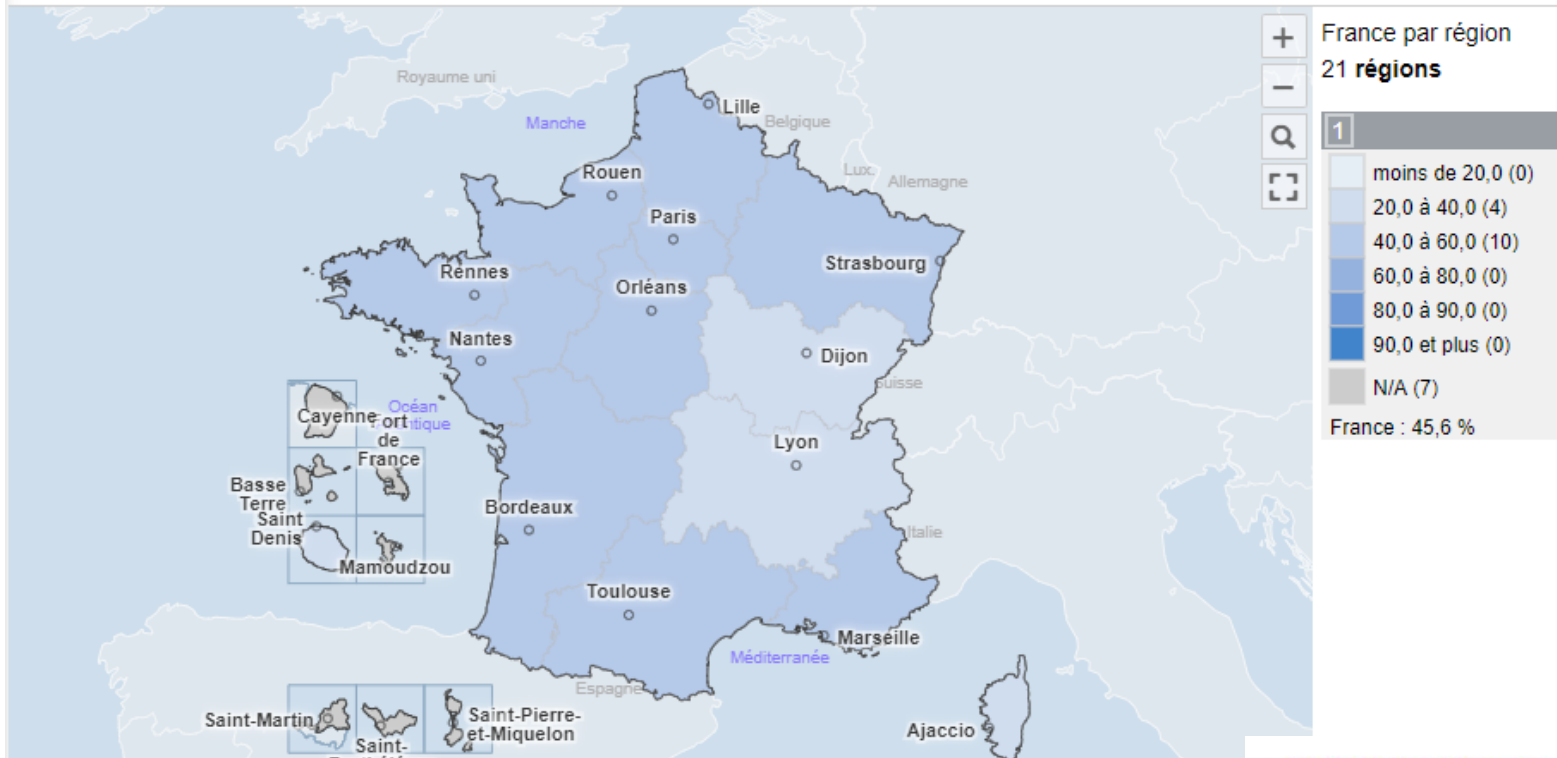 Royaume uni
Lille
Manche
Belgique
Rouen
Lux.
Allemagne
Paris
Strasbourg
Rennes
Orléans
Nantes
Dijon
Suisse
Océan
Cayenne
ort
de
France
Lyon
Basse
Terre
Saint
Denis
Bordeaux
Italie
Mamoudzou
Toulouse
Marseille
Méditerranée
Espagne
Saint-Martin
Saint-
Saint-Pierre-
et-Miquelon
Ajaccio
+
−
France par région
21 régions
1
moins de 20,0 (0)
20,0 à 40,0 (4)
40,0 à 60,0 (10)
60,0 à 80,0 (0)
80,0 à 90,0 (0)
90,0 et plus (0)
N/A (7)
France : 45,6 %